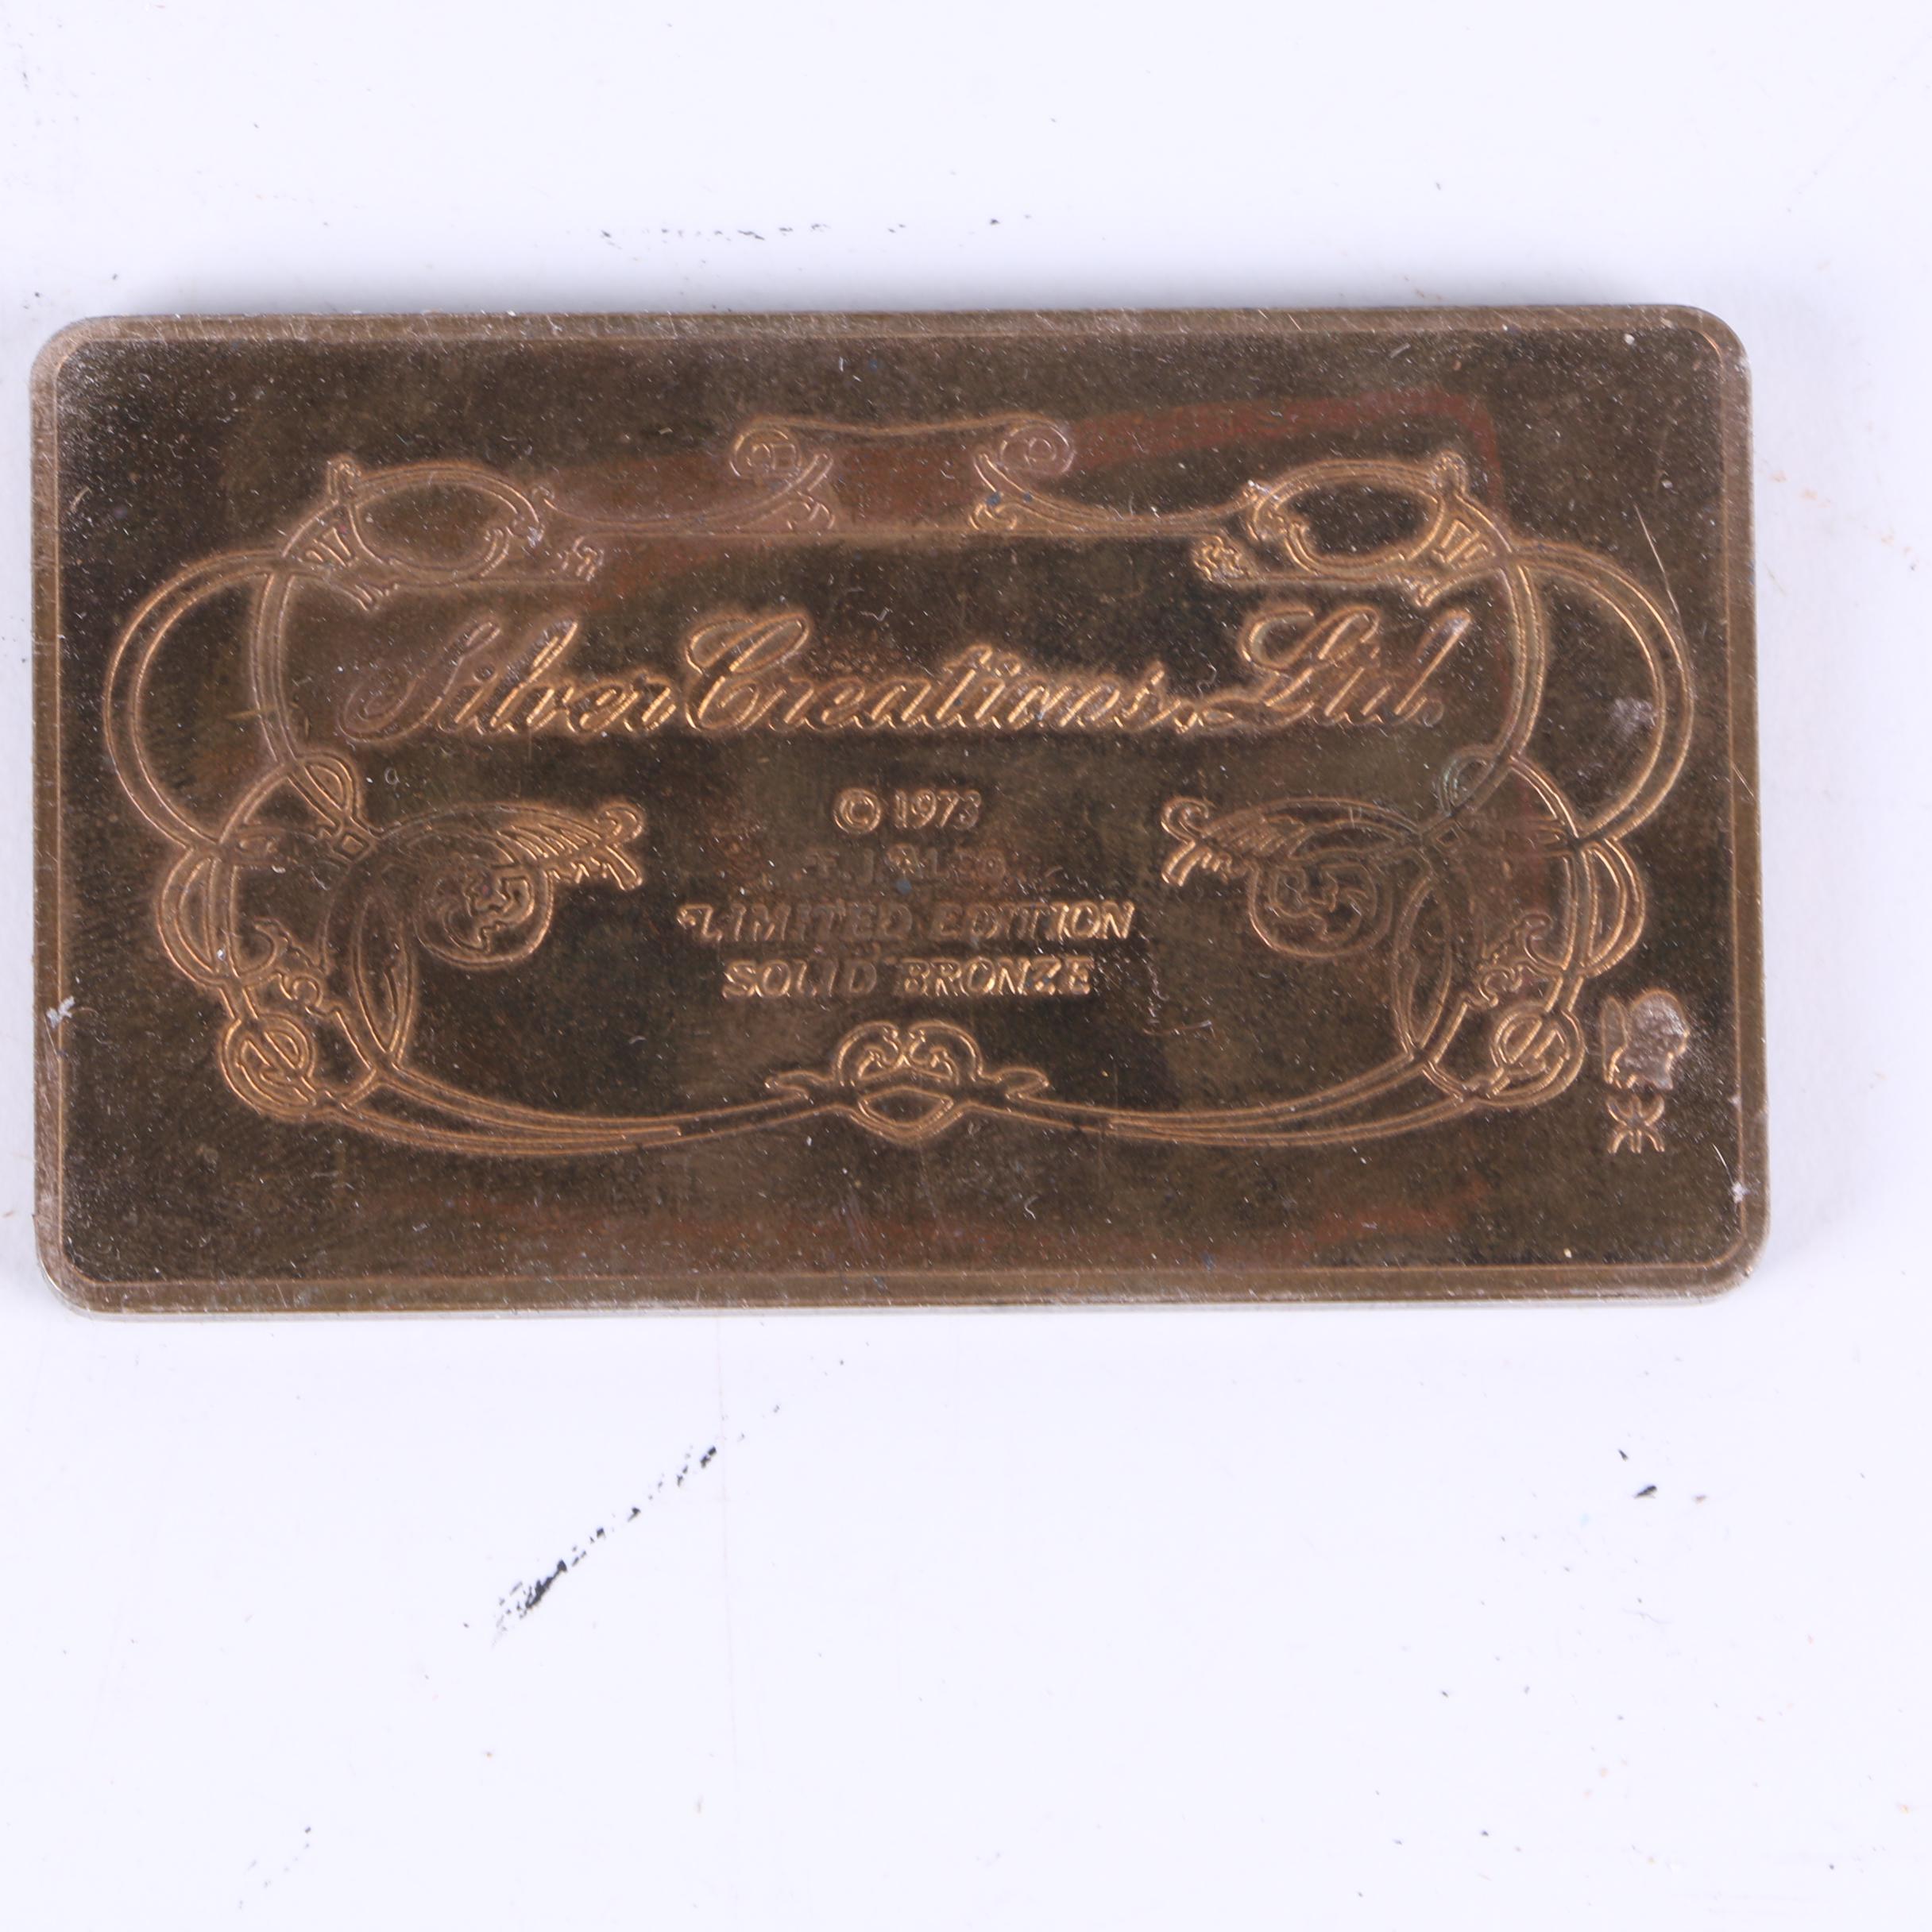 Silver Creations, Ltd.
© 1973
LIMITED EDITION
SOLID BRONZE